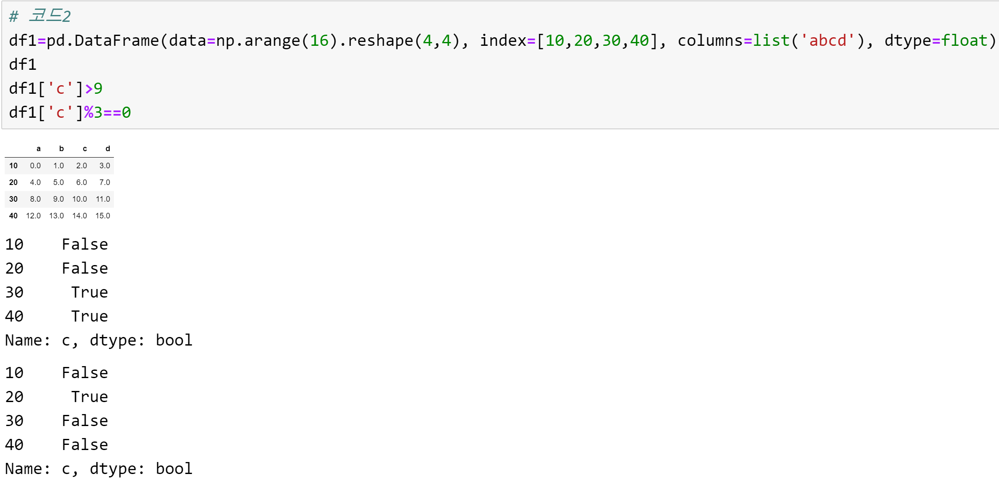 # 코드2
df1=pd.DataFrame(data=np.arange(16).reshape(4,4), index=[10,20,30,40], columns=list('abcd'), dtype=float)
df1
df1['c']>9
df1['c']%3==0
a b c d
10 0.0 1.0 2.0 3.0
20 4.0 5.0 6.0 7.0
30 8.0 9.0 10.0 11.0
40 12.0 13.0 14.0 15.0
10    False
20    False
30     True
40     True
Name: c, dtype: bool
10    False
20     True
30    False
40    False
Name: c, dtype: bool